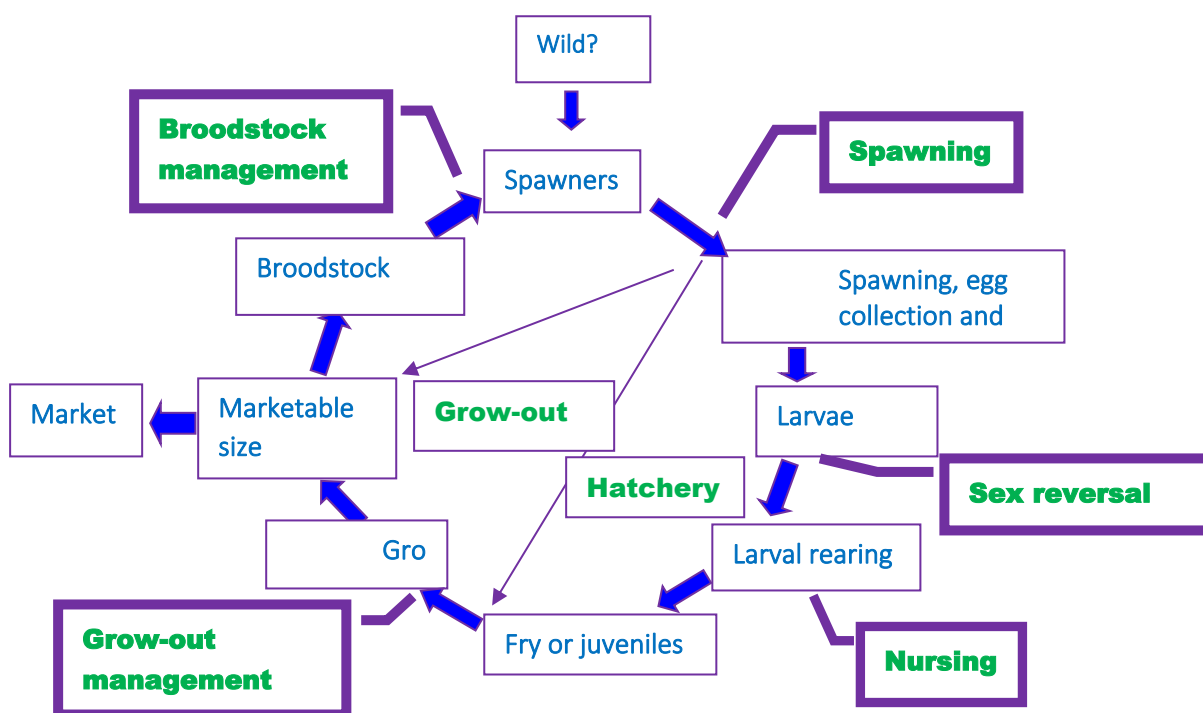 Wild?
Broodstock
management
Spawning
Spawners
Broodstock
Spawning, egg
collection and
Market
Marketable
size
Grow-out
Larvae
Hatchery
Sex reversal
Gro
Larval rearing
Grow-out
management
Fry or juveniles
Nursing